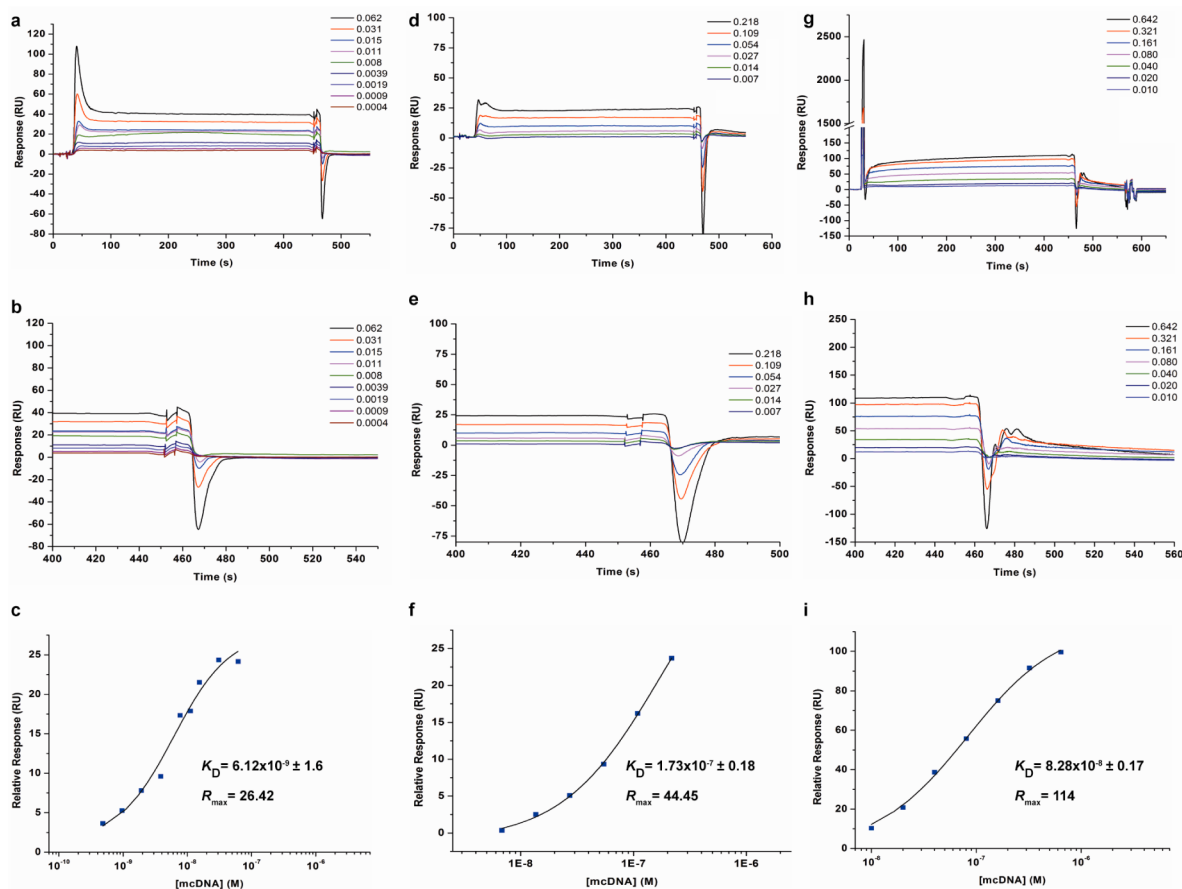 a
Response (RU)
120
100
80
60
40
20
0
-20
-40
-60
-80
0 100 200 300 400 500
Time (s)
0.062
0.031
0.015
0.011
0.008
0.0039
0.0019
0.0009
0.0004
d
Response (RU)
100
75
50
25
0
-25
-50
-75
0 100 200 300 400 500 600
Time (s)
0.218
0.109
0.054
0.027
0.014
0.007
g
Response (RU)
2500
2000
1500
100
50
0
-50
-100
-150
0 100 200 300 400 500 600
Time (s)
0.642
0.321
0.161
0.080
0.040
0.020
0.010
b
Response (RU)
120
100
80
60
40
20
0
-20
-40
-60
-80
400 420 440 460 480 500 520 540
Time (s)
0.062
0.031
0.015
0.011
0.008
0.0039
0.0019
0.0009
0.0004
e
Response (RU)
100
75
50
25
0
-25
-50
-75
400 420 440 460 480 500
Time (s)
0.218
0.109
0.054
0.027
0.014
0.007
h
Response (RU)
250
200
150
100
50
0
-50
-100
-150
400 420 440 460 480 500 520 540 560
Time (s)
0.642
0.321
0.161
0.080
0.040
0.020
0.010
c
Relative Response (RU)
30
25
20
15
10
5
0
10⁻¹⁰ 10⁻⁹ 10⁻⁸ 10⁻⁷ 10⁻⁶
[mcDNA] (M)
K_D= 6.12x10⁻⁹ ± 1.6
R_max = 26.42
f
Relative Response (RU)
30
25
20
15
10
5
0
1E-8 1E-7 1E-6
[mcDNA] (M)
K_D= 1.73x10⁻⁷ ± 0.18
R_max = 44.45
i
Relative Response (RU)
100
80
60
40
20
0
10⁻⁸ 10⁻⁷ 10⁻⁶
[mcDNA] (M)
K_D= 8.28x10⁻⁸ ± 0.17
R_max = 114